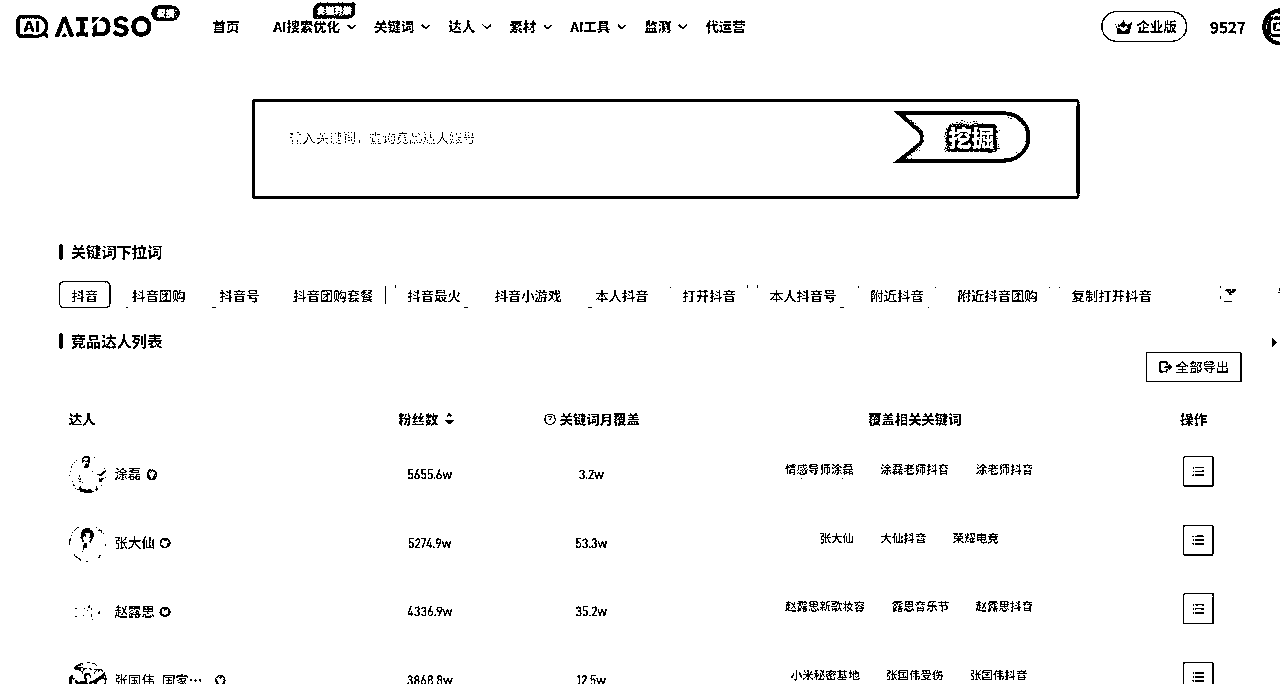 AI AIDSO
首页 AI搜索优化 关键词 达人 素材 AI工具 监测 代运营 企业版 9527
输入关键词，查询竞品达人账号
挖掘
关键词下拉词
抖音 抖音团购 抖音号 抖音团购套餐 抖音最火 抖音小游戏 本人抖音 打开抖音 本人抖音号 附近抖音 附近抖音团购 复制打开抖音
竞品达人列表
全部导出
达人 粉丝数 关键词月覆盖 覆盖相关关键词 操作
涂磊 5655.6w 3.2w 情感导师涂磊 涂磊老师抖音 涂老师抖音
张大仙 5274.9w 53.3w 张大仙 大仙抖音 荣耀电竞
赵露思 4336.9w 35.2w 赵露思新歌妆容 露思音乐节 赵露思抖音
张国伟_国家… 3868.8w 12.5w 小米秘密基地 张国伟受伤 张国伟抖音